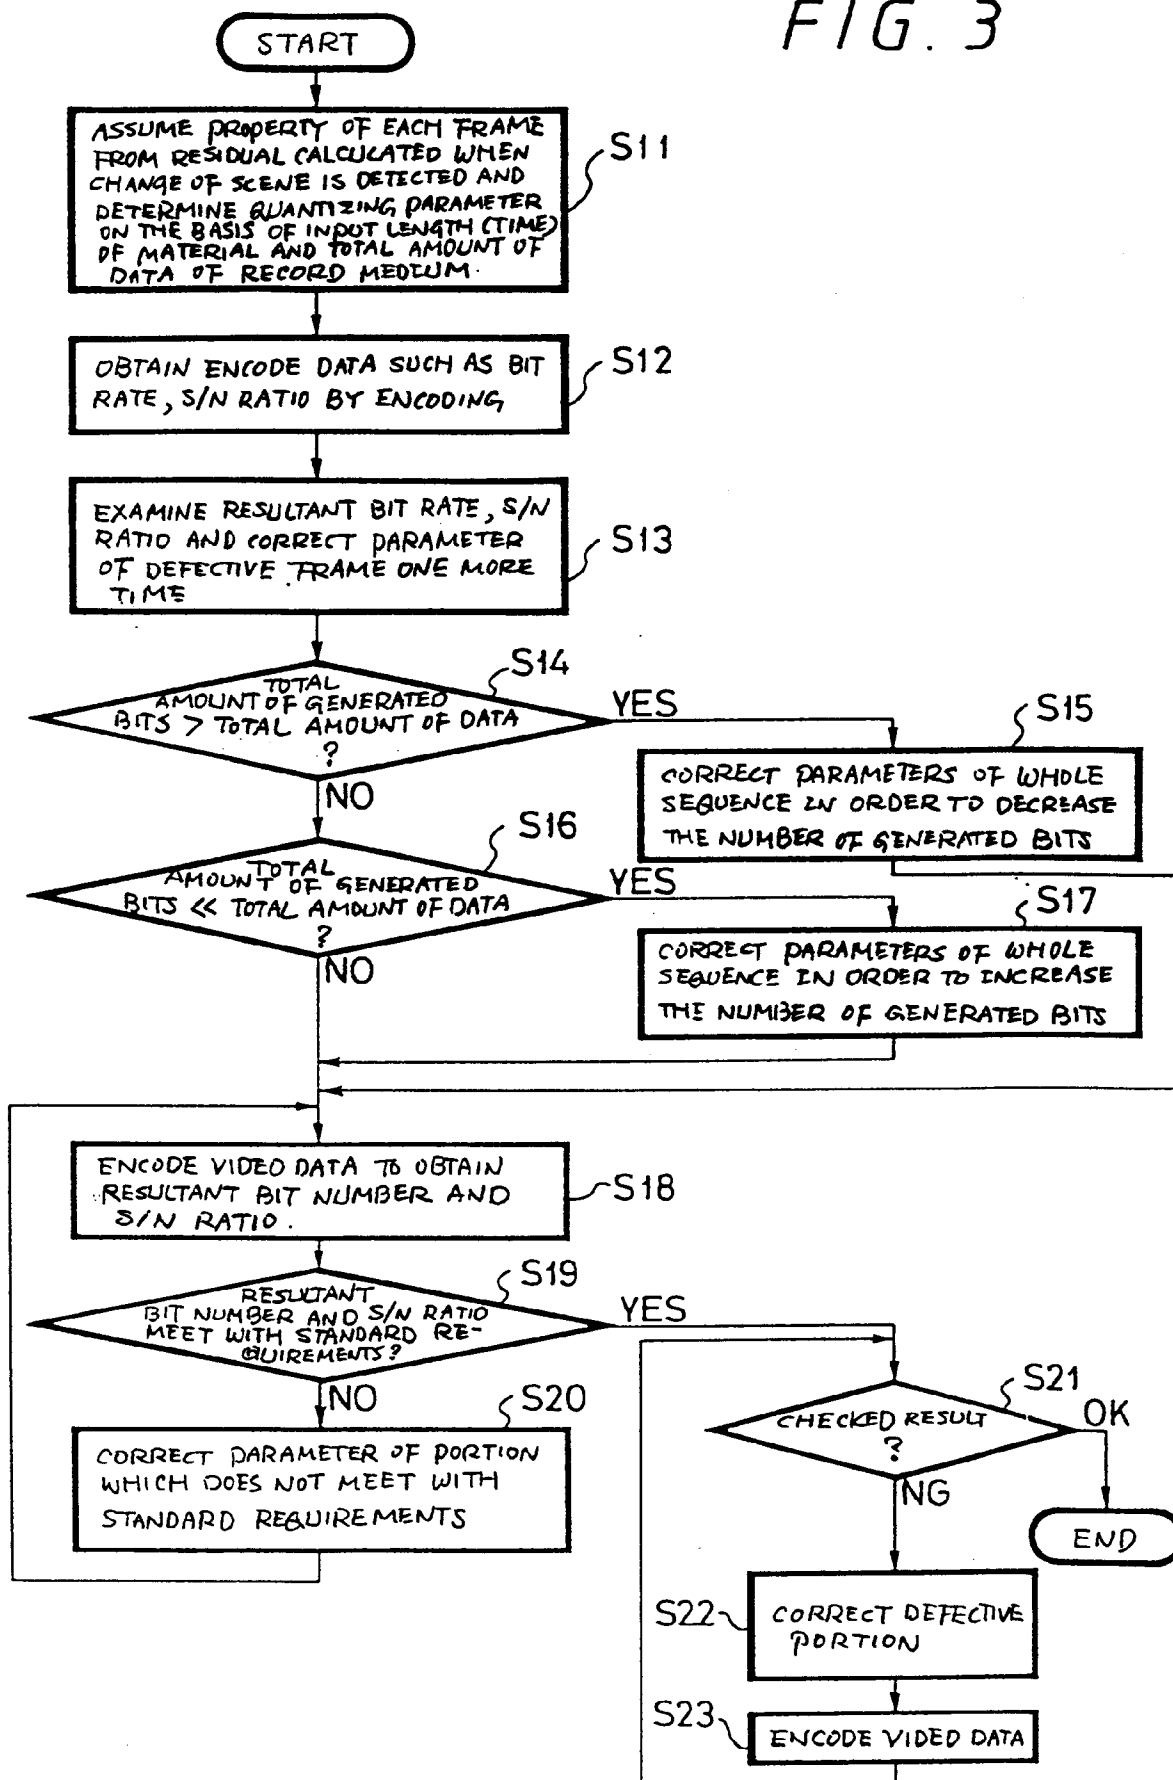 FIG. 3
START
ASSUME PROPERTY OF EACH FRAME
FROM RESIDUAL CALCULATED WHEN
CHANGE OF SCENE IS DETECTED AND
DETERMINE QUANTIZING PARAMETER
ON THE BASIS OF INPUT LENGTH (TIME)
OF MATERIAL AND TOTAL AMOUNT OF
DATA OF RECORD MEDIUM.
S11
OBTAIN ENCODE DATA SUCH AS BIT
RATE, S/N RATIO BY ENCODING
S12
EXAMINE RESULTANT BIT RATE, S/N
RATIO AND CORRECT PARAMETER
OF DEFECTIVE FRAME ONE MORE
TIME
S13
S14
TOTAL
AMOUNT OF GENERATED
BITS > TOTAL AMOUNT OF DATA
?
YES
NO
S15
CORRECT PARAMETERS OF WHOLE
SEQUENCE IN ORDER TO DECREASE
THE NUMBER OF GENERATED BITS
S16
TOTAL
AMOUNT OF GENERATED
BITS << TOTAL AMOUNT OF DATA
?
YES
NO
S17
CORRECT PARAMETERS OF WHOLE
SEQUENCE IN ORDER TO INCREASE
THE NUMBER OF GENERATED BITS
ENCODE VIDEO DATA TO OBTAIN
RESULTANT BIT NUMBER AND
S/N RATIO.
S18
S19
RESULTANT
BIT NUMBER AND S/N RATIO
MEET WITH STANDARD RE-
QUIREMENTS?
YES
NO
S20
CORRECT PARAMETER OF PORTION
WHICH DOES NOT MEET WITH
STANDARD REQUIREMENTS
S21
CHECKED RESULT
?
OK
NG
END
S22
CORRECT DEFECTIVE
PORTION
S23
ENCODE VIDEO DATA